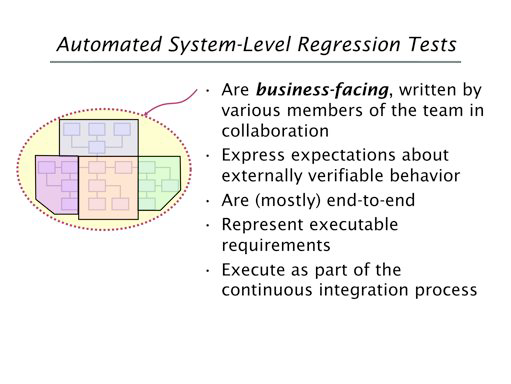 Automated System-Level Regression Tests
· Are business-facing, written by
various members of the team in
collaboration
· Express expectations about
externally verifiable behavior
· Are (mostly) end-to-end
· Represent executable
requirements
· Execute as part of the
continuous integration process